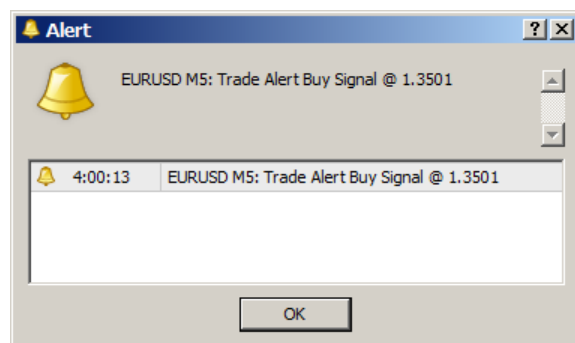 Alert
EURUSD M5: Trade Alert Buy Signal @ 1.3501
4:00:13 EURUSD M5: Trade Alert Buy Signal @ 1.3501
OK